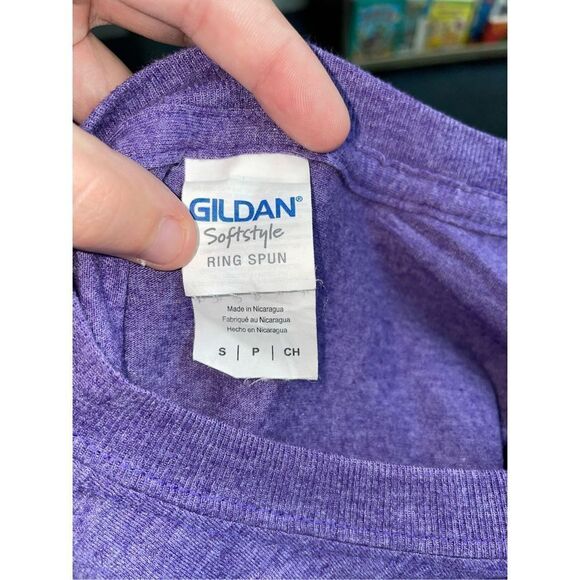 GILDAN®
Softstyle
RING SPUN
Made in Nicaragua
Fabriqué au Nicaragua
Hecho en Nicaragua
S | P | CH